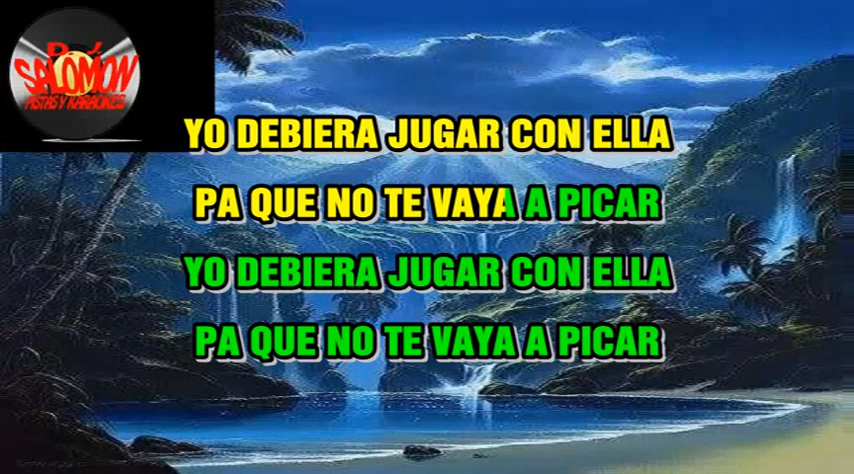 D.J.
SALOMON
PISTAS Y KARAOKES
YO DEBIERA JUGAR CON ELLA
PA QUE NO TE VAYA A PICAR
YO DEBIERA JUGAR CON ELLA
PA QUE NO TE VAYA A PICAR